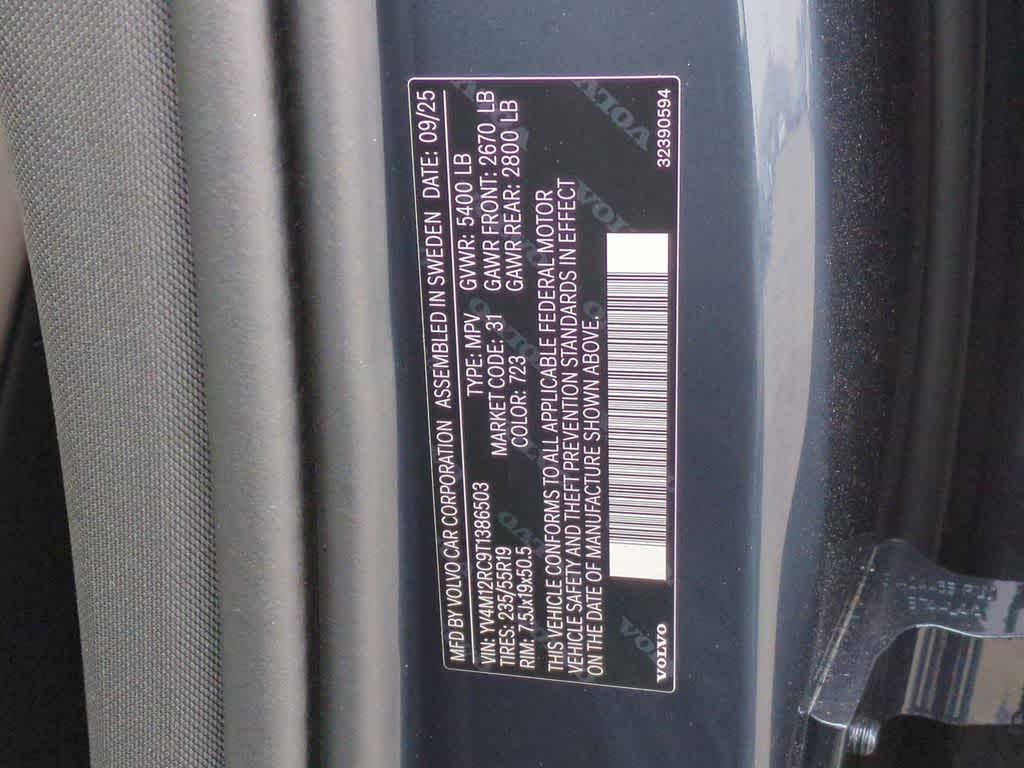 MFD BY VOLVO CAR CORPORATION ASSEMBLED IN SWEDEN DATE: 09/25
VIN: YV4M12RC9T1386503 TYPE: MPV GVWR: 5400 LB
TIRES: 235/55R19 MARKET CODE: 31 GAWR FRONT: 2670 LB
RIM: 7.5Jx19x50.5 COLOR: 723 GAWR REAR: 2800 LB
THIS VEHICLE CONFORMS TO ALL APPLICABLE FEDERAL MOTOR
VEHICLE SAFETY AND THEFT PREVENTION STANDARDS IN EFFECT
ON THE DATE OF MANUFACTURE SHOWN ABOVE.
VOLVO 32390594